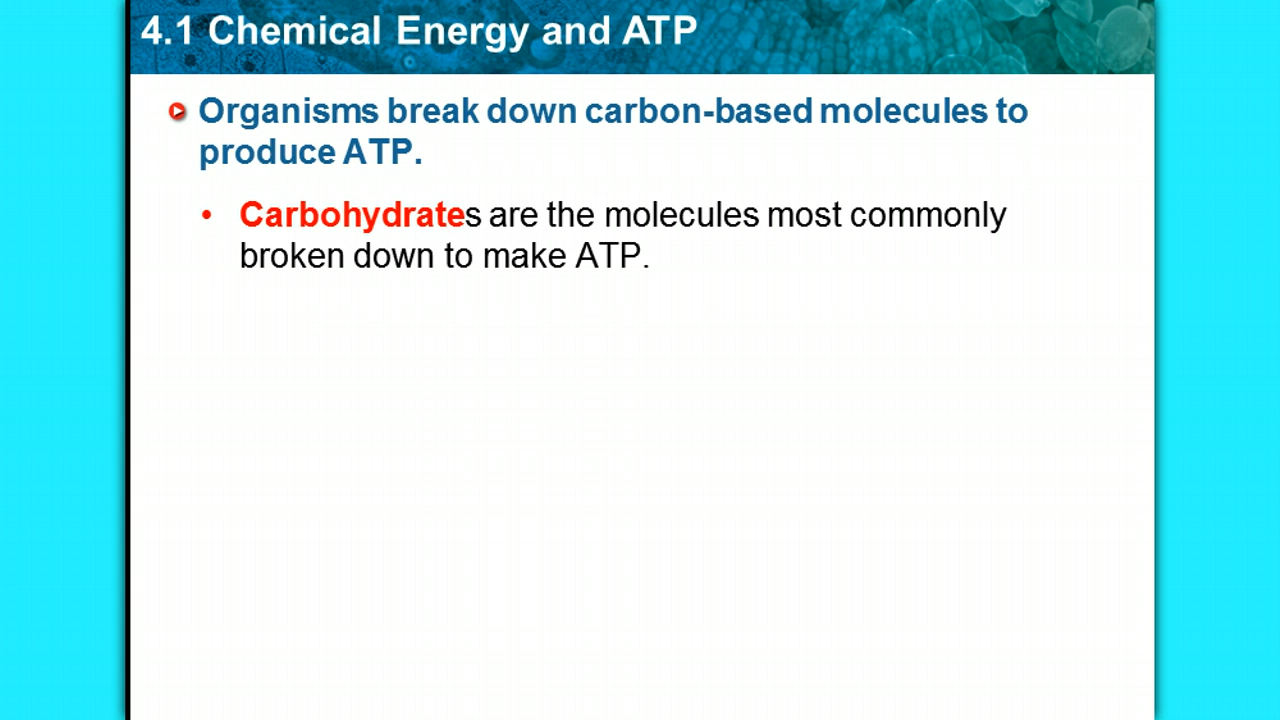 4.1 Chemical Energy and ATP
Organisms break down carbon-based molecules to
produce ATP.
• Carbohydrates are the molecules most commonly
broken down to make ATP.